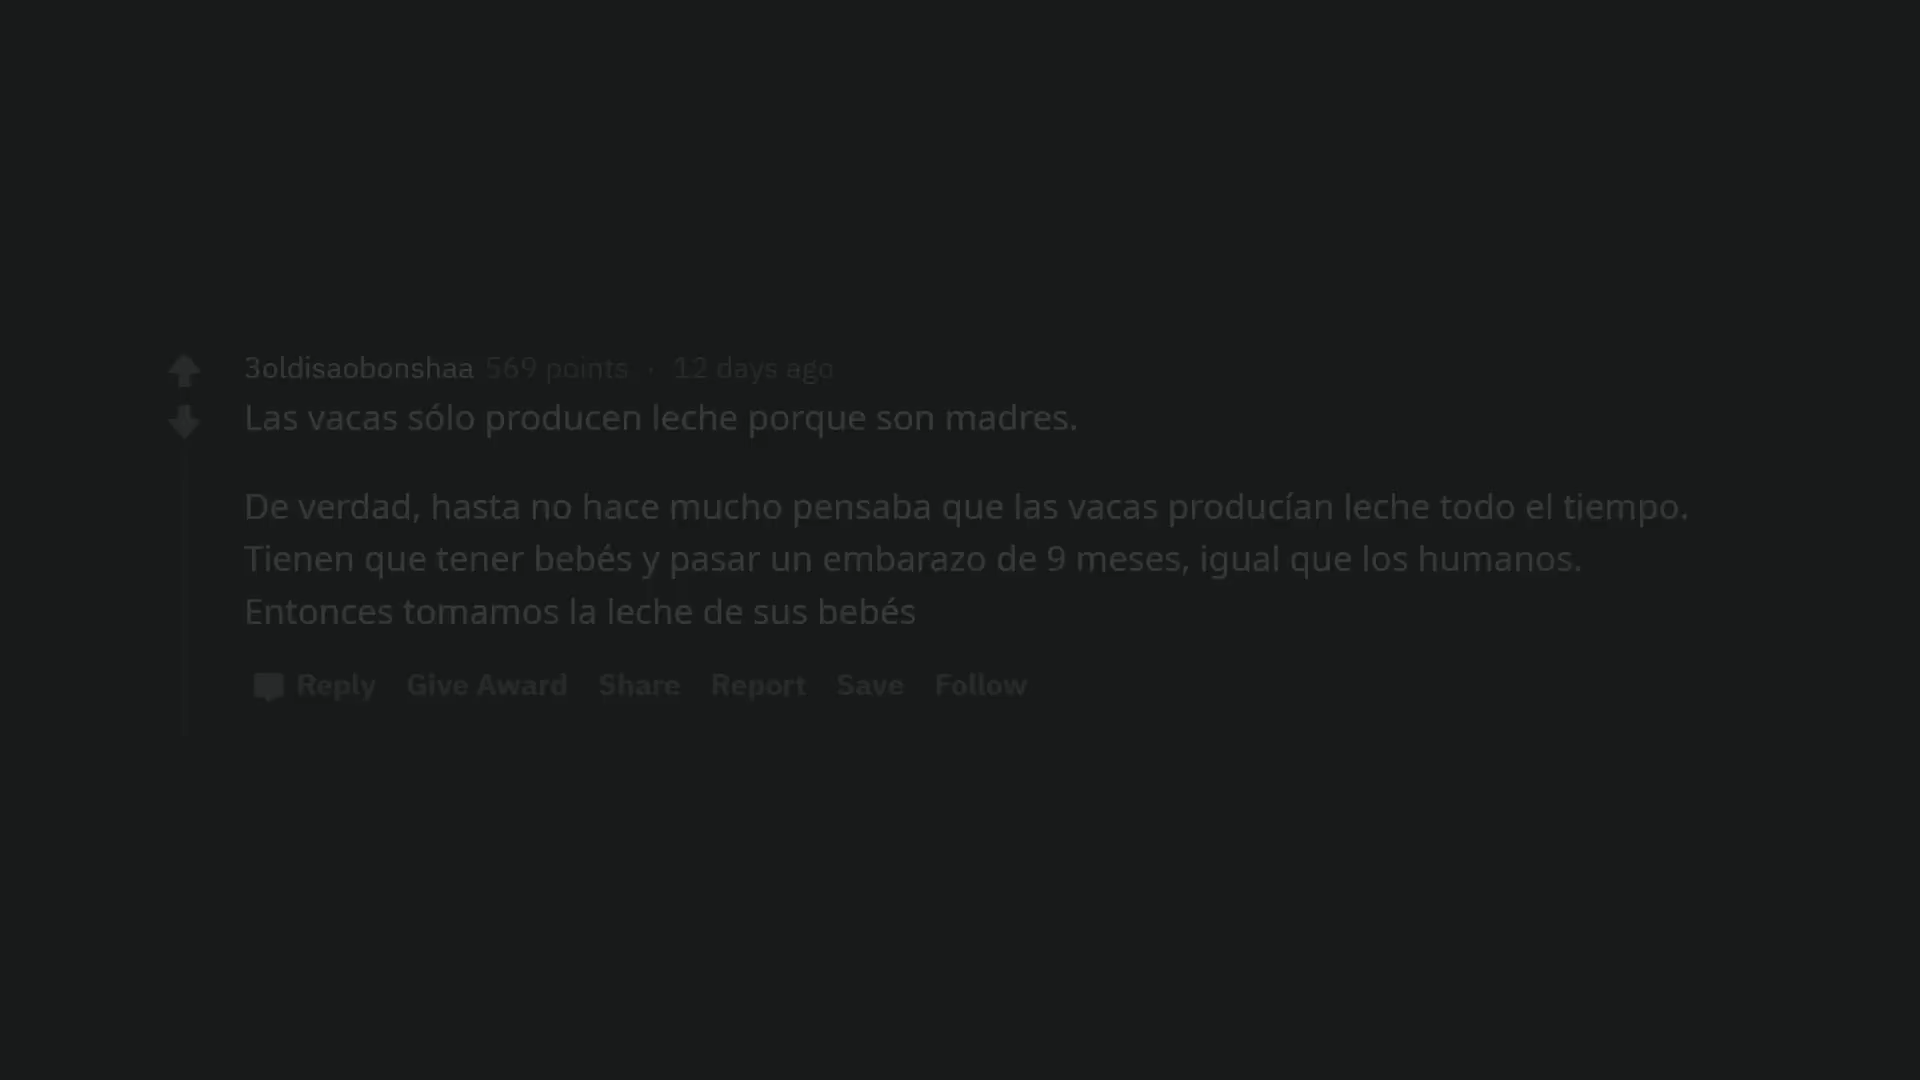 3oldisaobonshaa 569 points · 12 days ago
Las vacas sólo producen leche porque son madres.
De verdad, hasta no hace mucho pensaba que las vacas producían leche todo el tiempo.
Tienen que tener bebés y pasar un embarazo de 9 meses, igual que los humanos.
Entonces tomamos la leche de sus bebés
Reply Give Award Share Report Save Follow